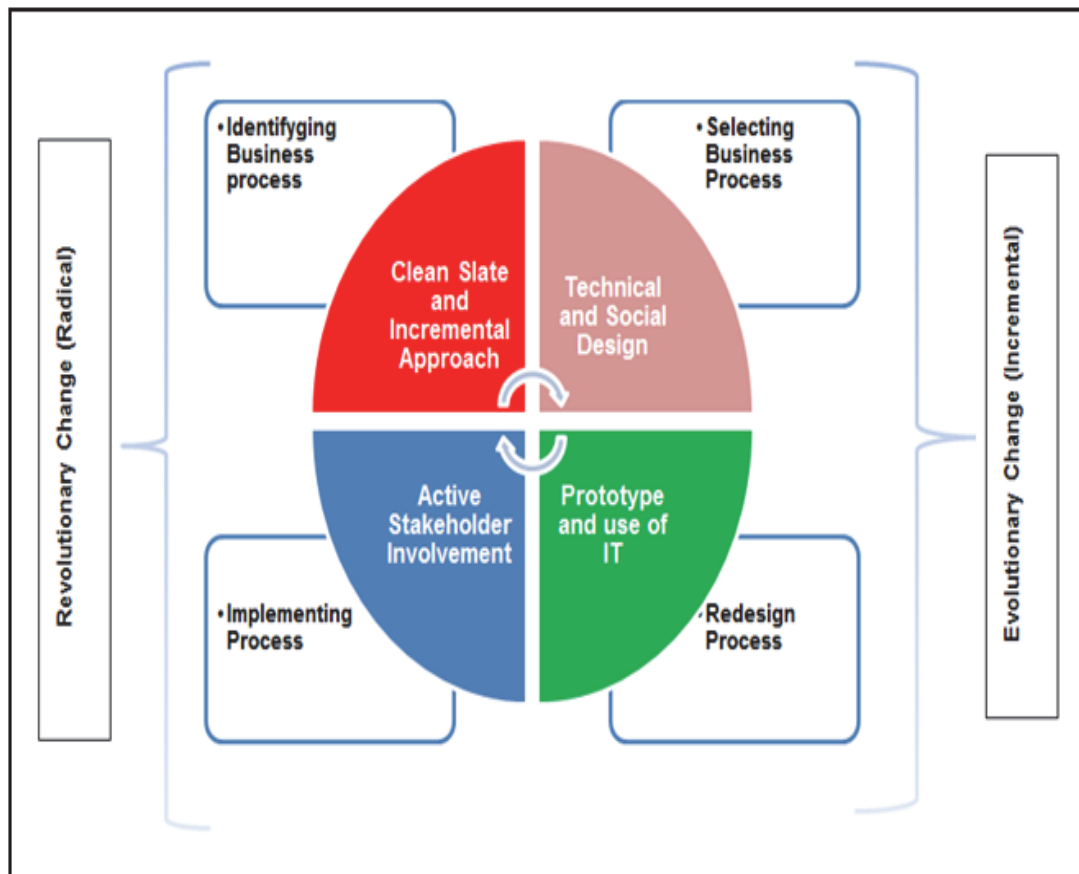 Revolutionary Change (Radical)
•Identifyging
Business
process
•Selecting
Business
Process
Clean Slate
and
Incremental
Approach
Technical
and Social
Design
Active
Stakeholder
Involvement
Prototype
and use of
IT
•Implementing
Process
•Redesign
Process
Evolutionary Change (Incremental)